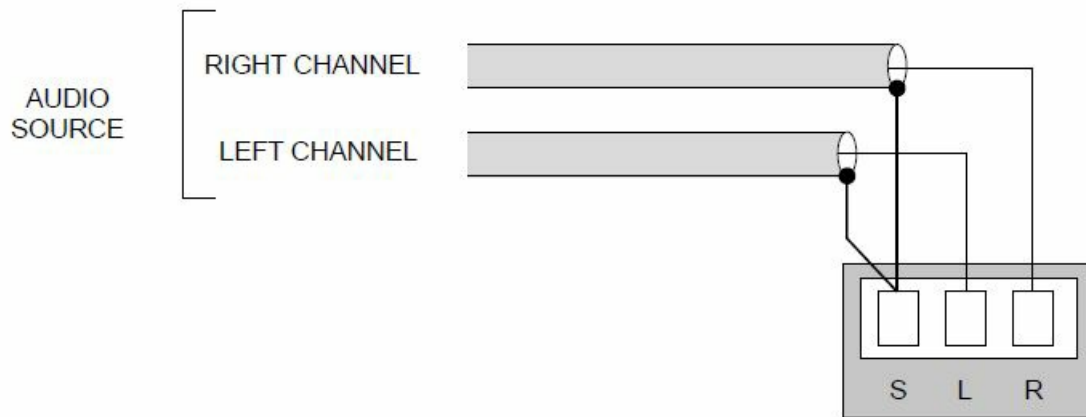 RIGHT CHANNEL
AUDIO
SOURCE
LEFT CHANNEL
S L R